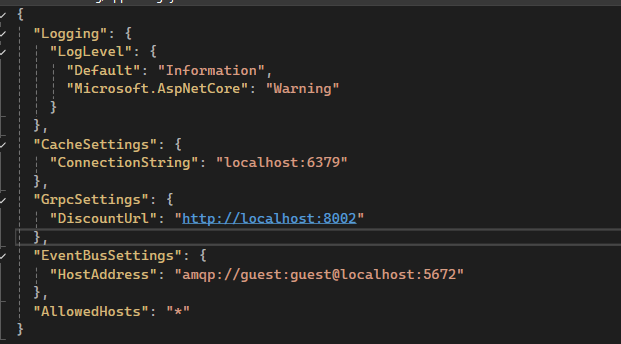 {
"Logging": {
"LogLevel": {
"Default": "Information",
"Microsoft.AspNetCore": "Warning"
}
},
"CacheSettings": {
"ConnectionString": "localhost:6379"
},
"GrpcSettings": {
"DiscountUrl": "http://localhost:8002"
},
"EventBusSettings": {
"HostAddress": "amqp://guest:guest@localhost:5672"
},
"AllowedHosts": "*"
}